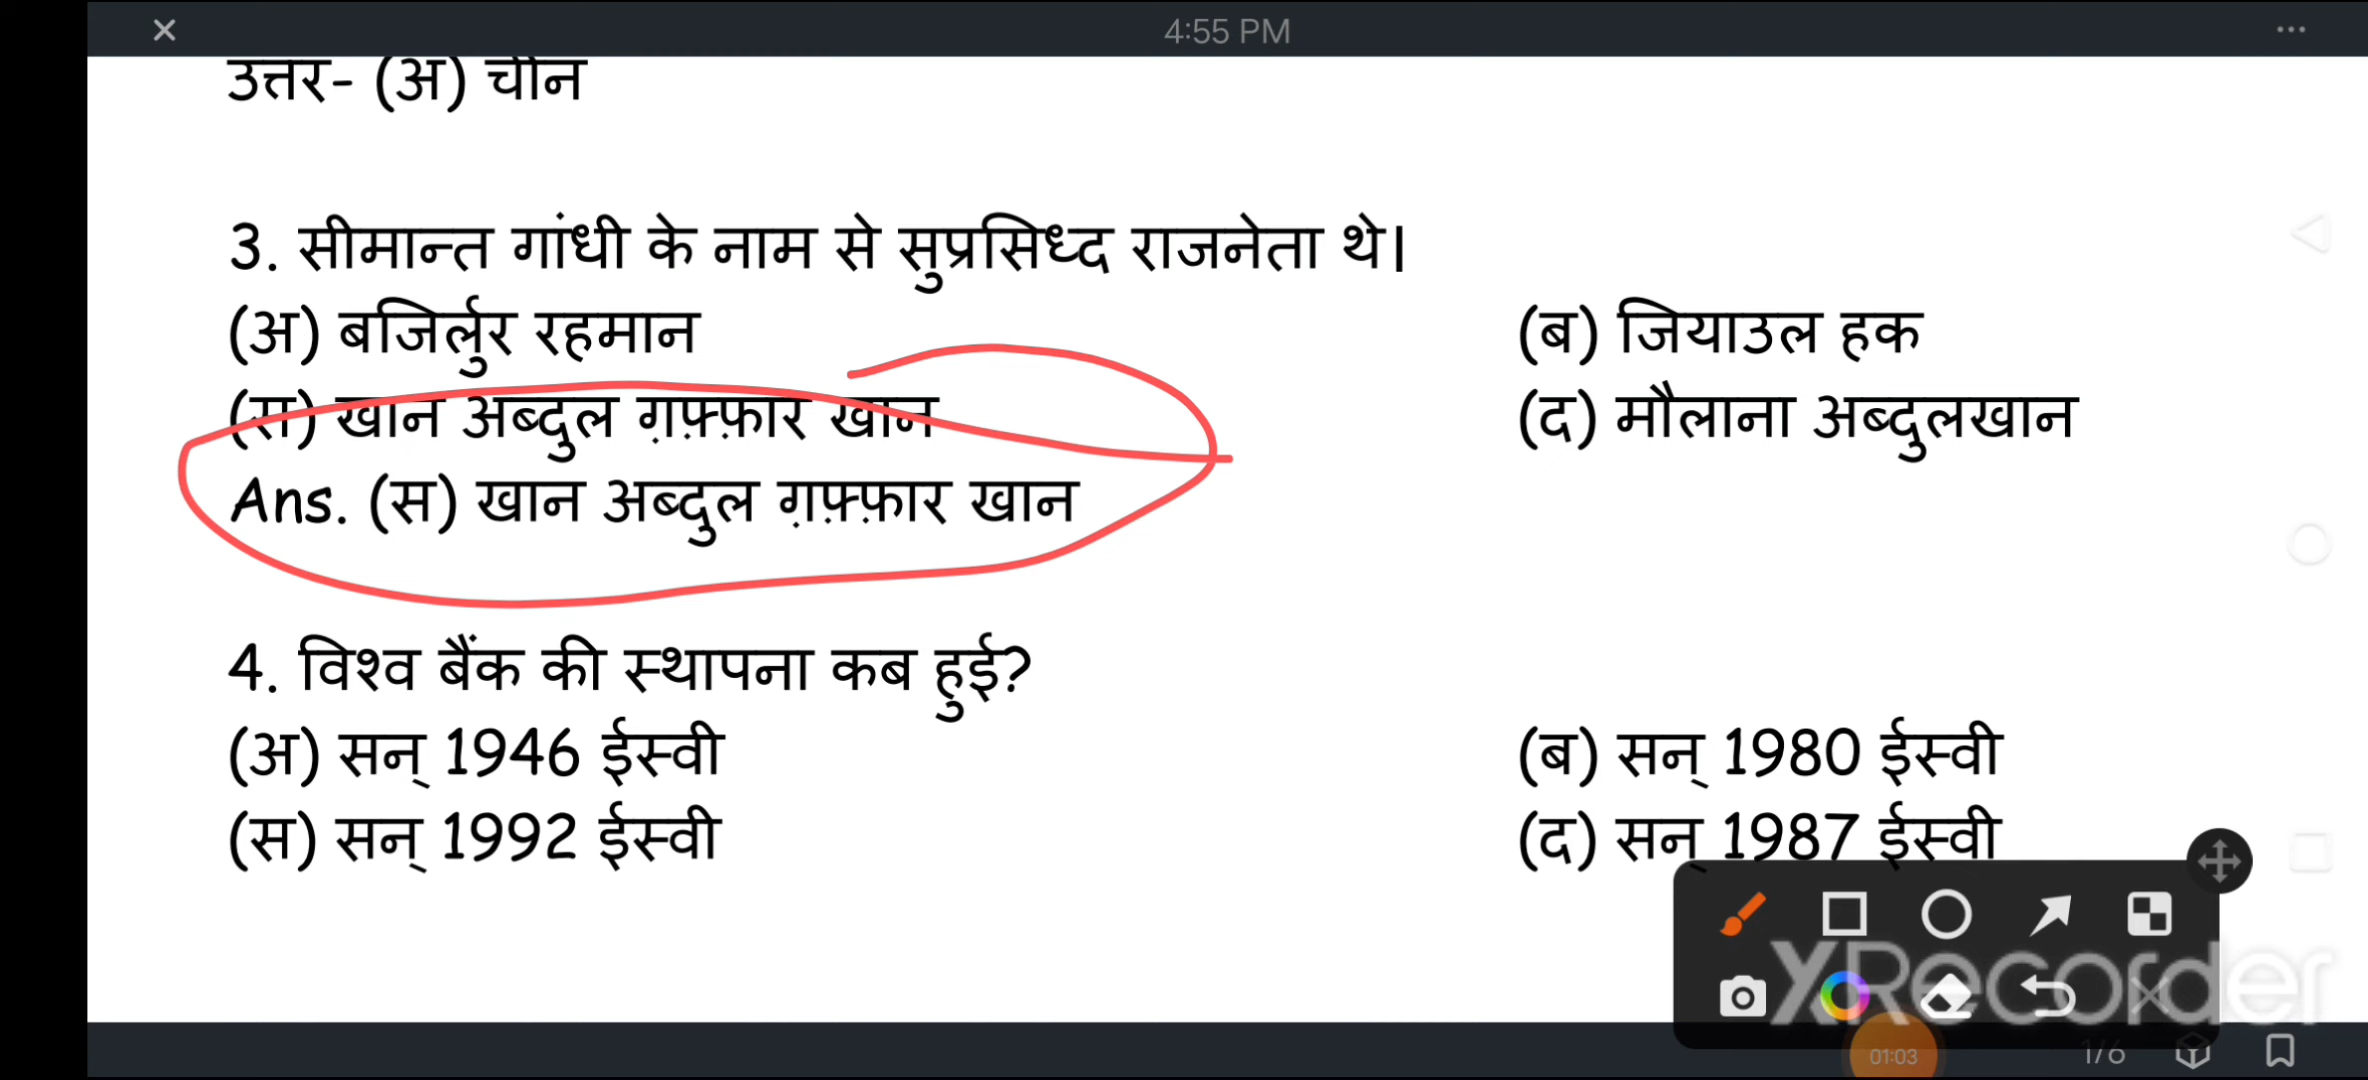 4:55 PM
उत्तर- (अ) चीन
3. सीमान्त गांधी के नाम से सुप्रसिध्द राजनेता थे।
(अ) बजिर्लुर रहमान (ब) जियाउल हक
(स) खान अब्दुल ग़फ़्फ़ार खान (द) मौलाना अब्दुलखान
Ans. (स) खान अब्दुल ग़फ़्फ़ार खान
4. विश्व बैंक की स्थापना कब हुई?
(अ) सन् 1946 ईस्वी (ब) सन् 1980 ईस्वी
(स) सन् 1992 ईस्वी (द) सन् 1987 ईस्वी
XRecorder
01:03 1/6